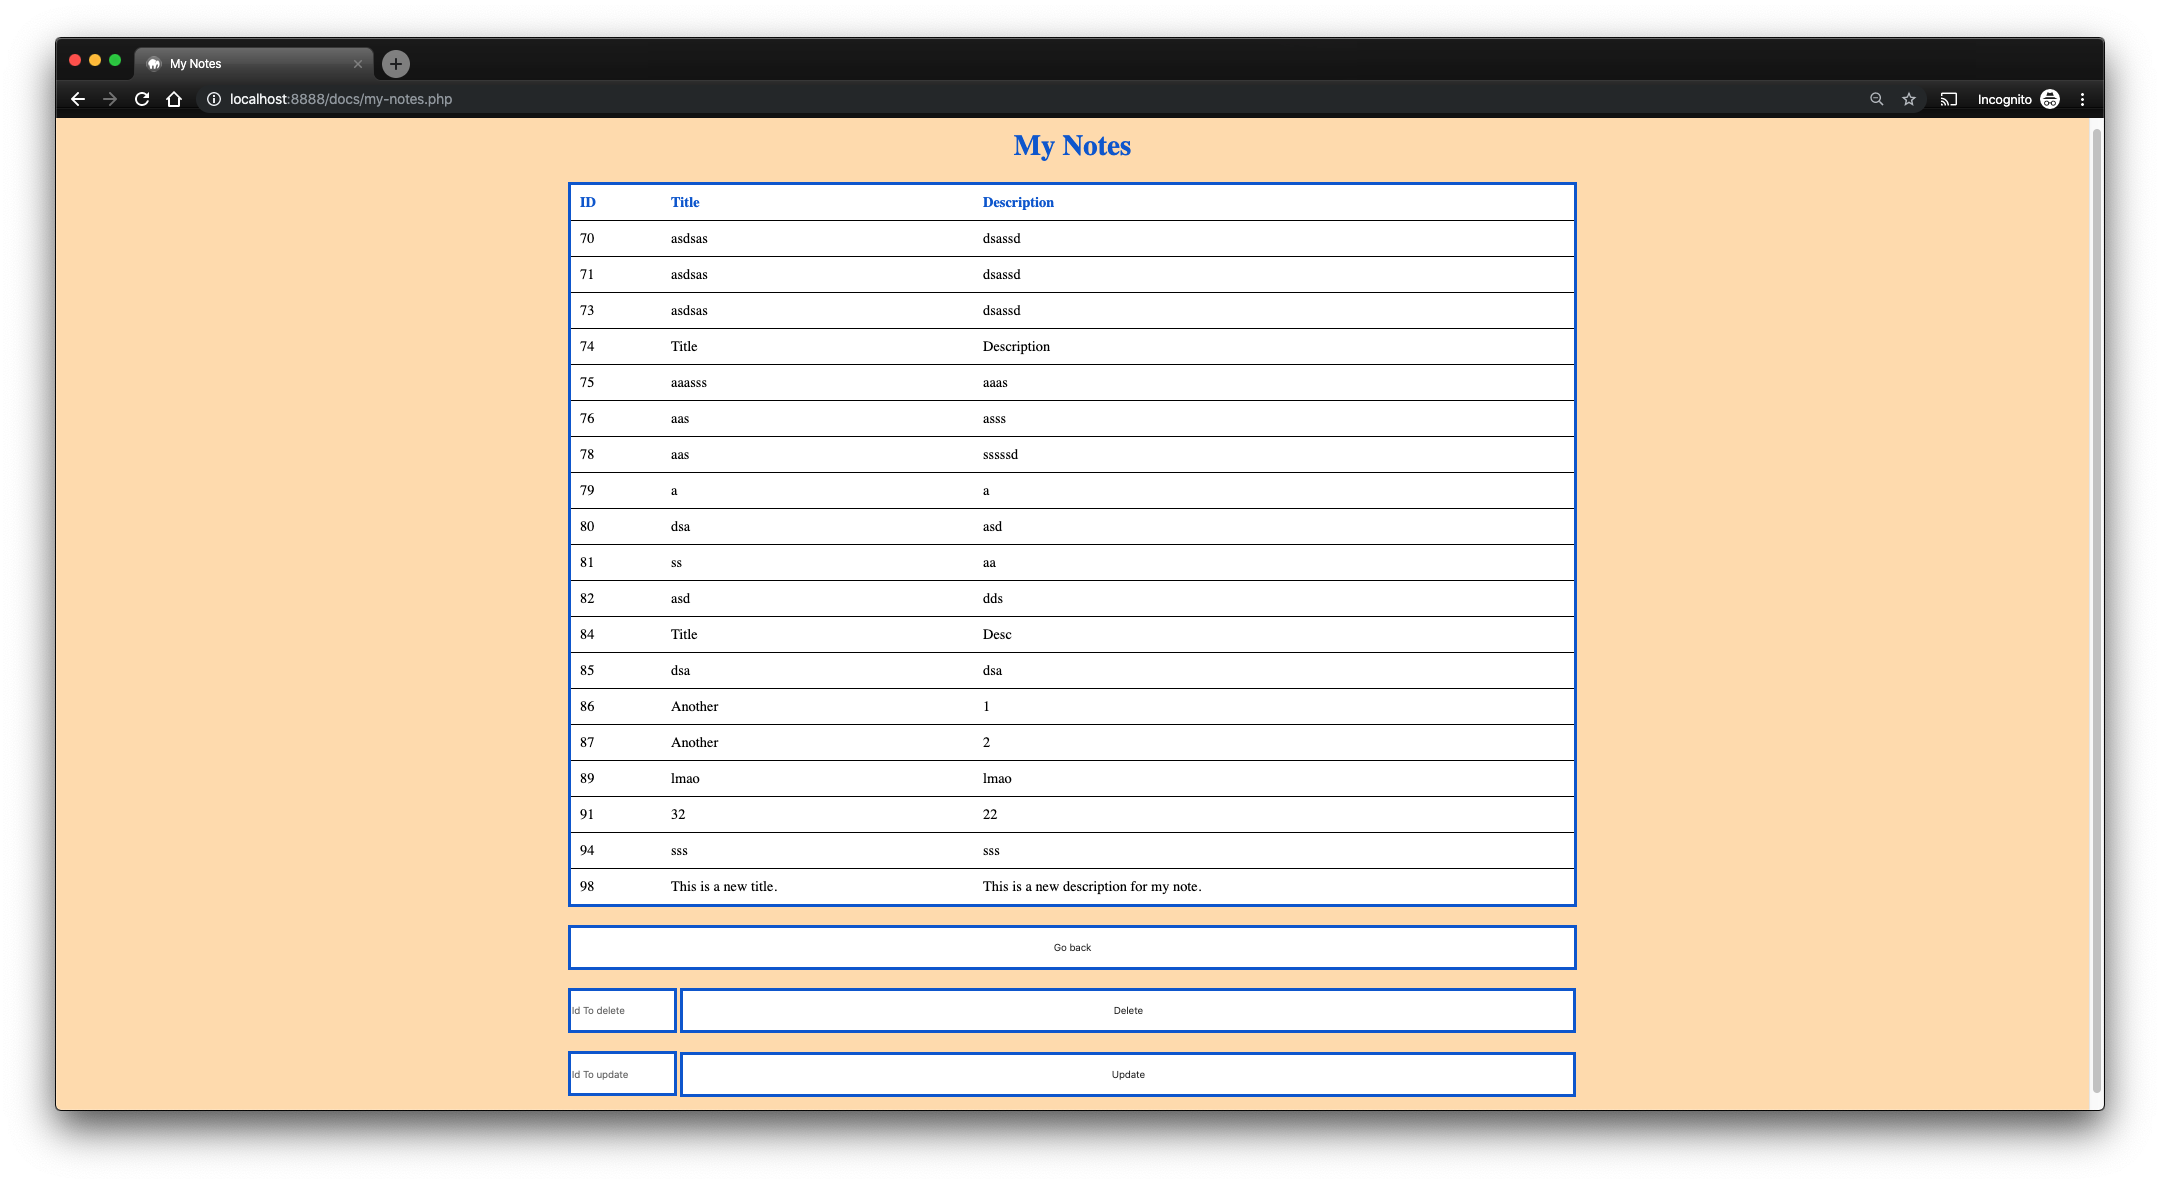 My Notes
localhost:8888/docs/my-notes.php
Incognito
My Notes
ID Title Description
70 asdsas dsassd
71 asdsas dsassd
73 asdsas dsassd
74 Title Description
75 aaasss aaas
76 aas asss
78 aas sssssd
79 a a
80 dsa asd
81 ss aa
82 asd dds
84 Title Desc
85 dsa dsa
86 Another 1
87 Another 2
89 lmao lmao
91 32 22
94 sss sss
98 This is a new title. This is a new description for my note.
Go back
Id To delete Delete
Id To update Update